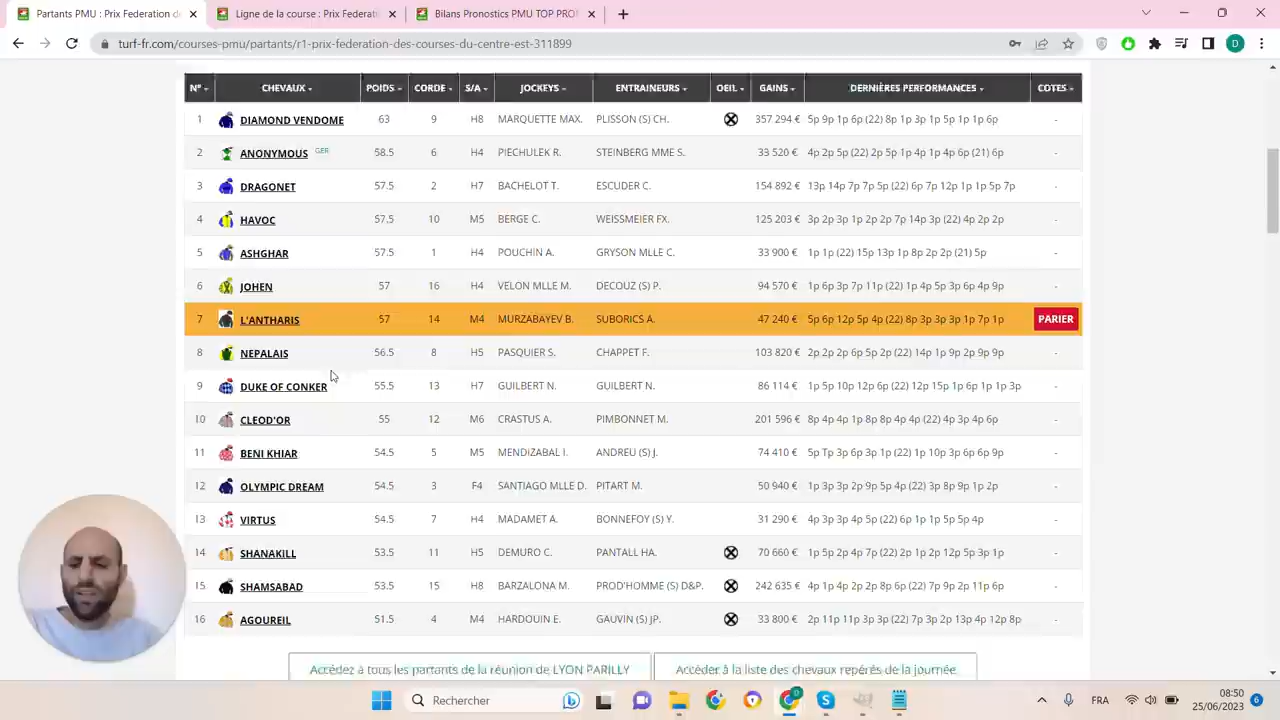 Partants PMU : Prix Federation de
Ligne de la course : Prix Federati
Bilans Pronostics PMU TOP PRO
turf-fr.com/courses-pmu/partants/r1-prix-federation-des-courses-du-centre-est-311899
D
N° CHEVAUX POIDS CORDE S/A JOCKEYS ENTRAINEURS OEIL GAINS DERNIÈRES PERFORMANCES COTES
1 DIAMOND VENDOME 63 9 H8 MARQUETTE MAX. PLISSON (S) CH. 357 294 € 5p 9p 1p 6p (22) 8p 1p 3p 1p 5p 1p 1p 6p -
2 ANONYMOUS GER 58.5 6 H4 PIECHULEK R. STEINBERG MME S. 33 520 € 4p 2p 5p (22) 2p 5p 1p 4p 1p 4p 6p (21) 6p -
3 DRAGONET 57.5 2 H7 BACHELOT T. ESCUDER C. 154 892 € 13p 14p 7p 7p 5p (22) 6p 7p 12p 1p 1p 5p 7p -
4 HAVOC 57.5 10 M5 BERGE C. WEISSMEIER FX. 125 203 € 3p 2p 3p 1p 2p 2p 7p 14p 3p (22) 4p 2p 2p -
5 ASHGHAR 57.5 1 H4 POUCHIN A. GRYSON MLLE C. 33 900 € 1p 1p (22) 15p 13p 1p 8p 2p 2p (21) 5p -
6 JOHEN 57 16 H4 VELON MLLE M. DECOUZ (S) P. 94 570 € 1p 6p 3p 7p 11p (22) 1p 4p 5p 3p 6p 4p 9p -
7 L'ANTHARIS 57 14 M4 MURZABAYEV B. SUBORICS A. 47 240 € 5p 6p 12p 5p 4p (22) 8p 3p 3p 3p 1p 7p 1p PARIER
8 NEPALAIS 56.5 8 H5 PASQUIER S. CHAPPET F. 103 820 € 2p 2p 2p 6p 5p 2p (22) 14p 1p 9p 2p 9p 9p -
9 DUKE OF CONKER 55.5 13 H7 GUILBERT N. GUILBERT N. 86 114 € 1p 5p 10p 12p 6p (22) 12p 15p 1p 6p 1p 1p 3p -
10 CLEOD'OR 55 12 M6 CRASTUS A. PIMBONNET M. 201 596 € 8p 4p 4p 1p 8p 8p 4p 4p (22) 4p 3p 4p 6p -
11 BENI KHIAR 54.5 5 M5 MENDIZABAL I. ANDREU (S) J. 74 410 € 5p Tp 3p 6p 3p 1p (22) 1p 10p 3p 6p 6p 9p -
12 OLYMPIC DREAM 54.5 3 F4 SANTIAGO MLLE D. PITART M. 50 940 € 1p 3p 3p 2p 9p 5p 4p (22) 3p 8p 9p 1p 2p -
13 VIRTUS 54.5 7 H4 MADAMET A. BONNEFOY (S) Y. 31 290 € 4p 3p 3p 4p 5p (22) 6p 1p 1p 5p 5p 4p -
14 SHANAKILL 53.5 11 H5 DEMURO C. PANTALL HA. 70 660 € 1p 5p 2p 4p 7p (22) 2p 1p 2p 12p 5p 3p 1p -
15 SHAMSABAD 53.5 15 H8 BARZALONA M. PROD'HOMME (S) D&P. 242 635 € 4p 1p 4p 2p 2p 8p 6p (22) 7p 9p 2p 11p 6p -
16 AGOUREIL 51.5 4 M4 HARDOUIN E. GAUVIN (S) JP. 33 800 € 2p 11p 11p 3p 3p (22) 7p 3p 2p 13p 4p 12p 8p -
Accédez à tous les partants de la réunion de LYON PARILLY
Accéder à la liste des chevaux repérés de la journée
Rechercher
FRA
08:50
25/06/2023
6